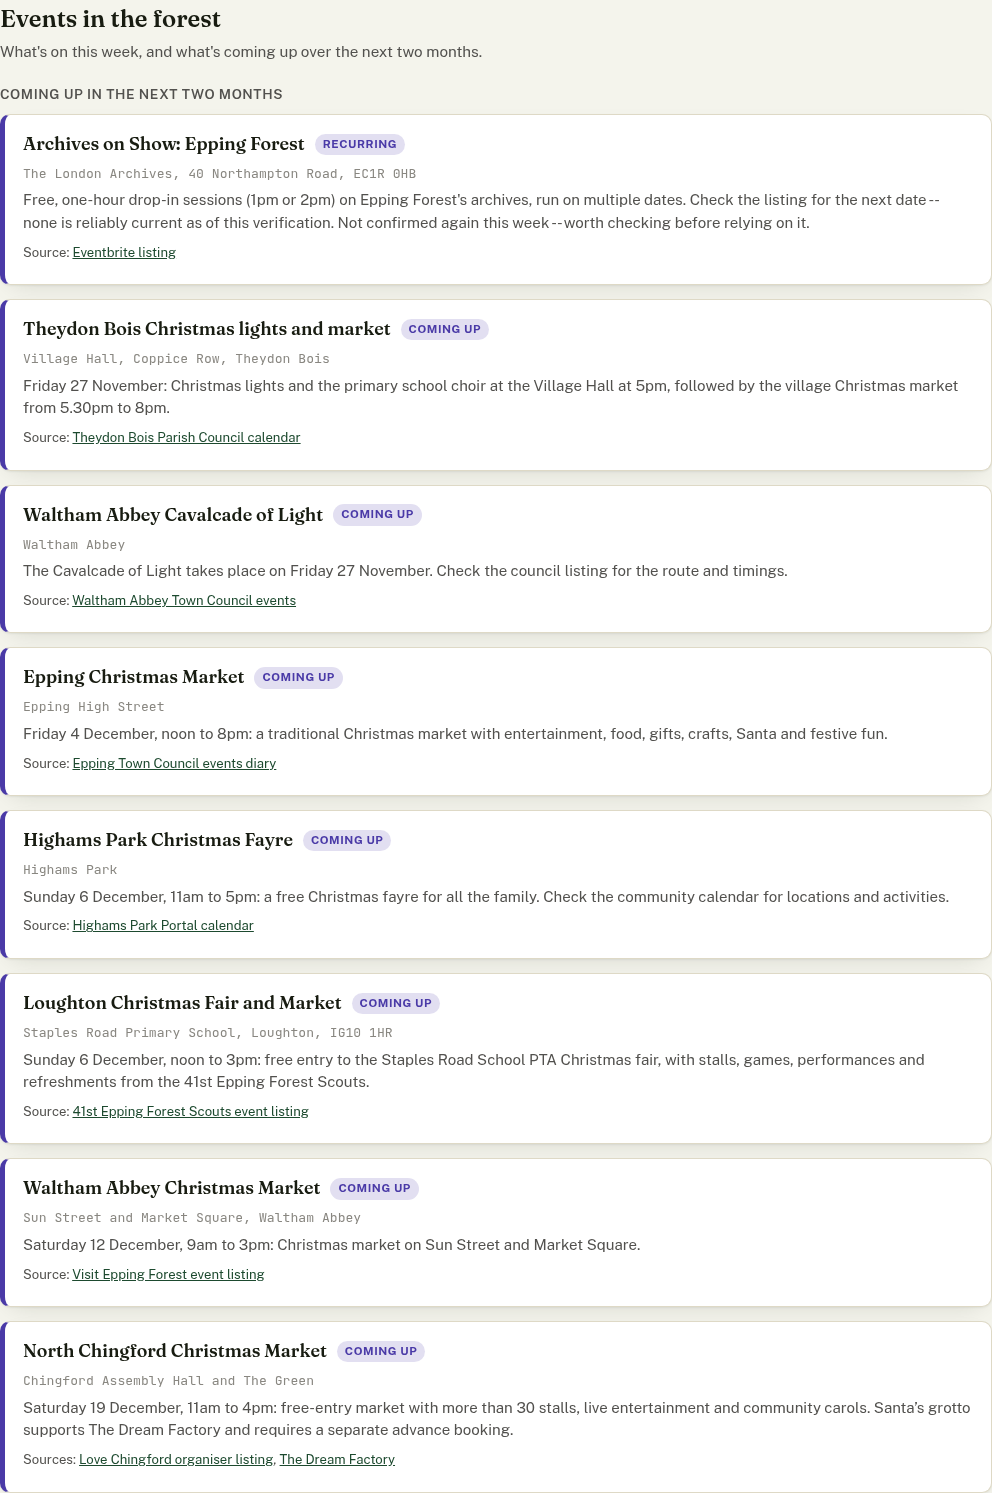 Events in the forest
What's on this week, and what's coming up over the next two months.
COMING UP IN THE NEXT TWO MONTHS
Archives on Show: Epping Forest RECURRING
The London Archives, 40 Northampton Road, EC1R 0HB
Free, one-hour drop-in sessions (1pm or 2pm) on Epping Forest's archives, run on multiple dates. Check the listing for the next date --
none is reliably current as of this verification. Not confirmed again this week -- worth checking before relying on it.
Source: Eventbrite listing
Theydon Bois Christmas lights and market COMING UP
Village Hall, Coppice Row, Theydon Bois
Friday 27 November: Christmas lights and the primary school choir at the Village Hall at 5pm, followed by the village Christmas market
from 5.30pm to 8pm.
Source: Theydon Bois Parish Council calendar
Waltham Abbey Cavalcade of Light COMING UP
Waltham Abbey
The Cavalcade of Light takes place on Friday 27 November. Check the council listing for the route and timings.
Source: Waltham Abbey Town Council events
Epping Christmas Market COMING UP
Epping High Street
Friday 4 December, noon to 8pm: a traditional Christmas market with entertainment, food, gifts, crafts, Santa and festive fun.
Source: Epping Town Council events diary
Highams Park Christmas Fayre COMING UP
Highams Park
Sunday 6 December, 11am to 5pm: a free Christmas fayre for all the family. Check the community calendar for locations and activities.
Source: Highams Park Portal calendar
Loughton Christmas Fair and Market COMING UP
Staples Road Primary School, Loughton, IG10 1HR
Sunday 6 December, noon to 3pm: free entry to the Staples Road School PTA Christmas fair, with stalls, games, performances and
refreshments from the 41st Epping Forest Scouts.
Source: 41st Epping Forest Scouts event listing
Waltham Abbey Christmas Market COMING UP
Sun Street and Market Square, Waltham Abbey
Saturday 12 December, 9am to 3pm: Christmas market on Sun Street and Market Square.
Source: Visit Epping Forest event listing
North Chingford Christmas Market COMING UP
Chingford Assembly Hall and The Green
Saturday 19 December, 11am to 4pm: free-entry market with more than 30 stalls, live entertainment and community carols. Santa’s grotto
supports The Dream Factory and requires a separate advance booking.
Sources: Love Chingford organiser listing, The Dream Factory